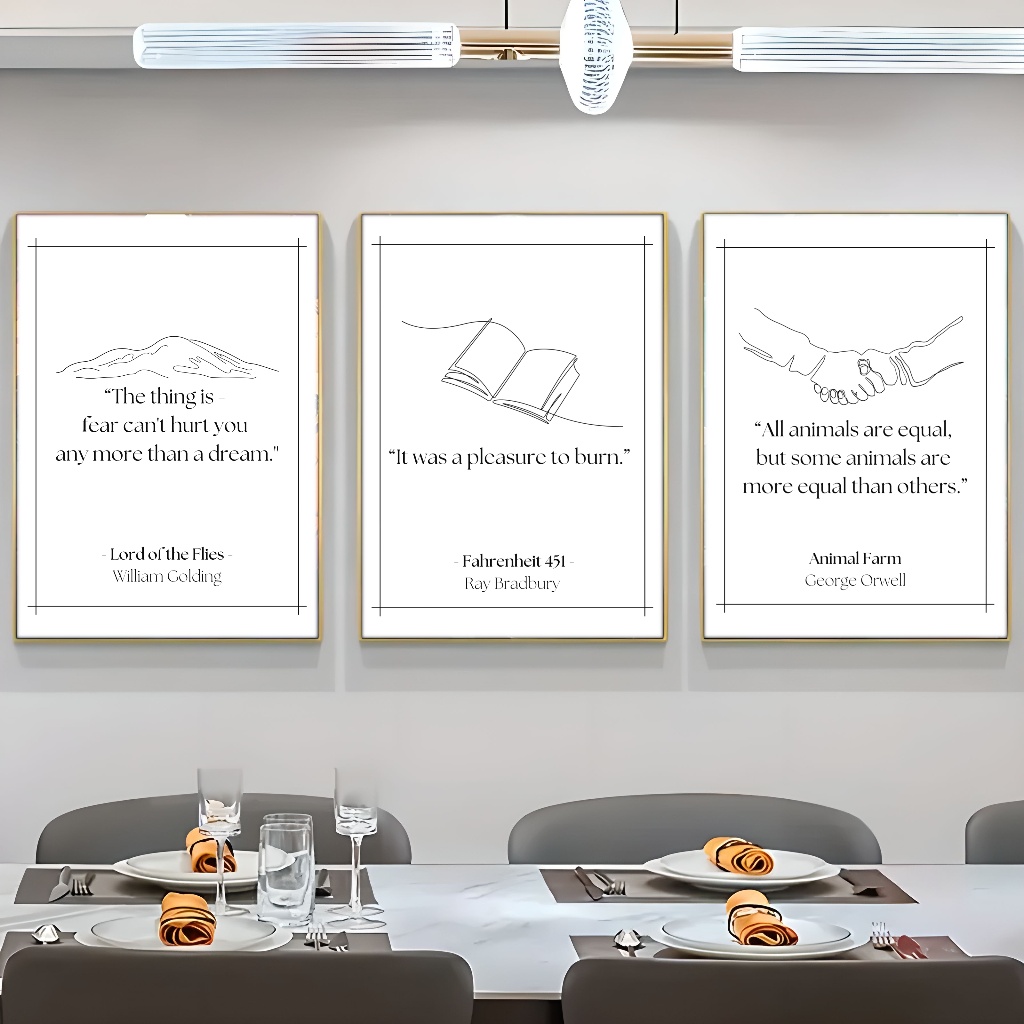 “The thing is -
fear can't hurt you
any more than a dream."
- Lord of the Flies -
William Golding
“It was a pleasure to burn.”
- Fahrenheit 451 -
Ray Bradbury
“All animals are equal,
but some animals are
more equal than others.”
Animal Farm
George Orwell